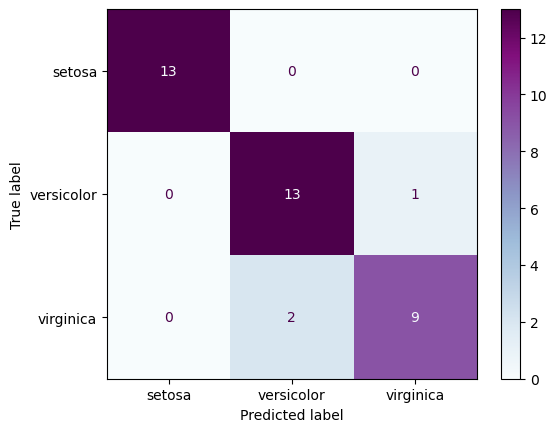 setosa
versicolor
virginica
True label
13 0 0
0 13 1
0 2 9
setosa versicolor virginica
Predicted label
12
10
8
6
4
2
0